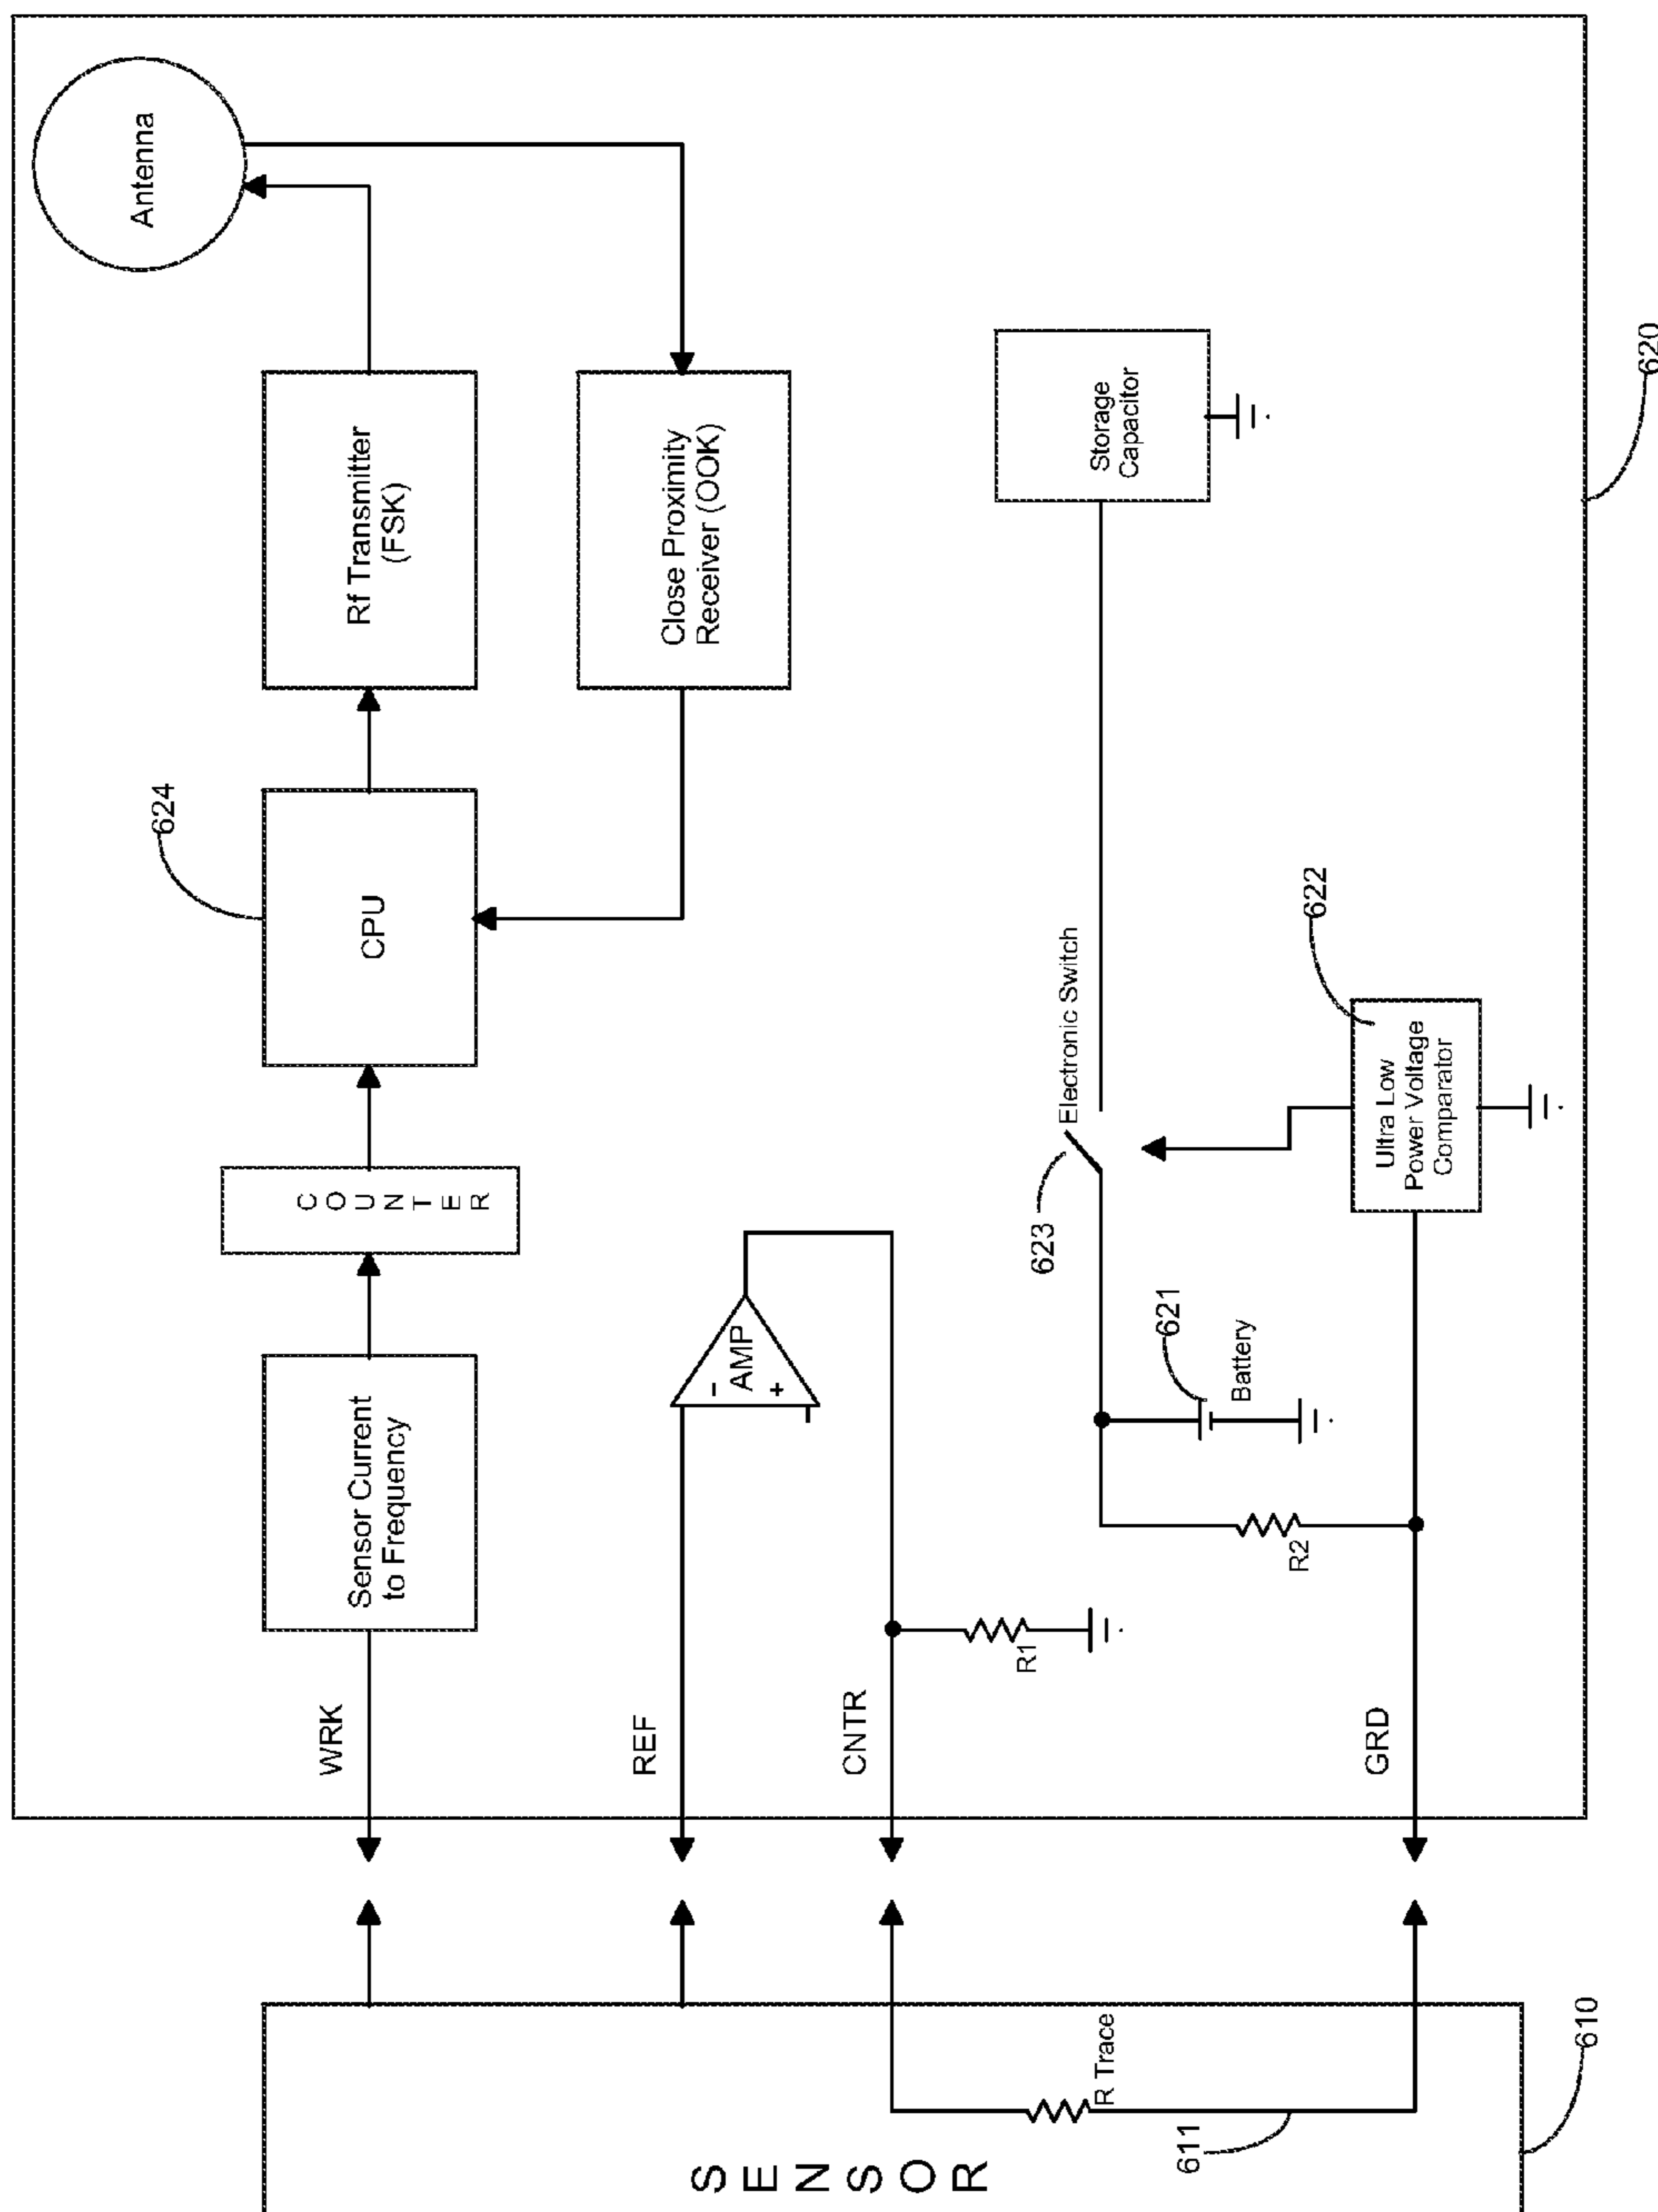 SENSOR
R Trace
611
610
WRK
REF
CNTR
GRD
Sensor Current
to Frequency
COUNTER
CPU
624
Rf Transmitter
(FSK)
Antenna
Close Proximity
Receiver (OOK)
-
AMP
+
R1
R2
621
Battery
623
Electronic Switch
Storage
Capacitor
622
Ultra Low
Power Voltage
Comparator
620